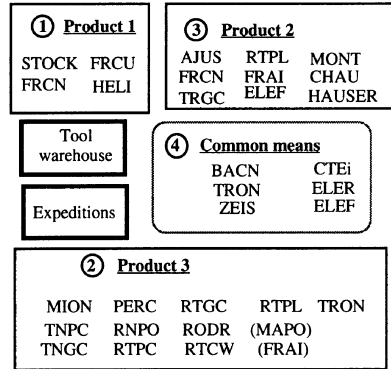 ① Product 1
STOCK FRCU
FRCN HELI
③ Product 2
AJUS RTPL MONT
FRCN FRAI CHAU
TRGC ELEF HAUSER
Tool
warehouse
Expeditions
④ Common means
BACN CTEi
TRON ELER
ZEIS ELEF
② Product 3
MION PERC RTGC RTPL TRON
TNPC RNPO RODR (MAPO)
TNGC RTPC RTCW (FRAI)